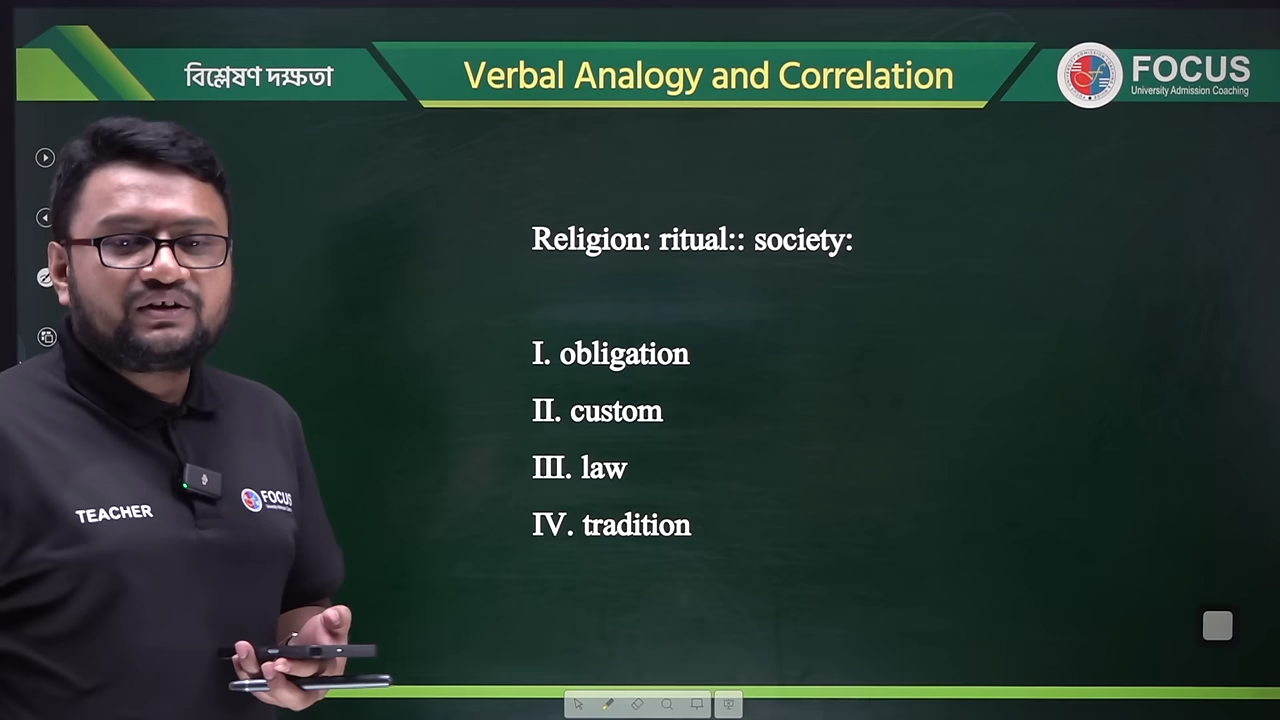 বিশ্লেষণ দক্ষতা
Verbal Analogy and Correlation
FOCUS
University Admission Coaching
Religion: ritual:: society:
I. obligation
II. custom
III. law
IV. tradition
TEACHER
FOCUS